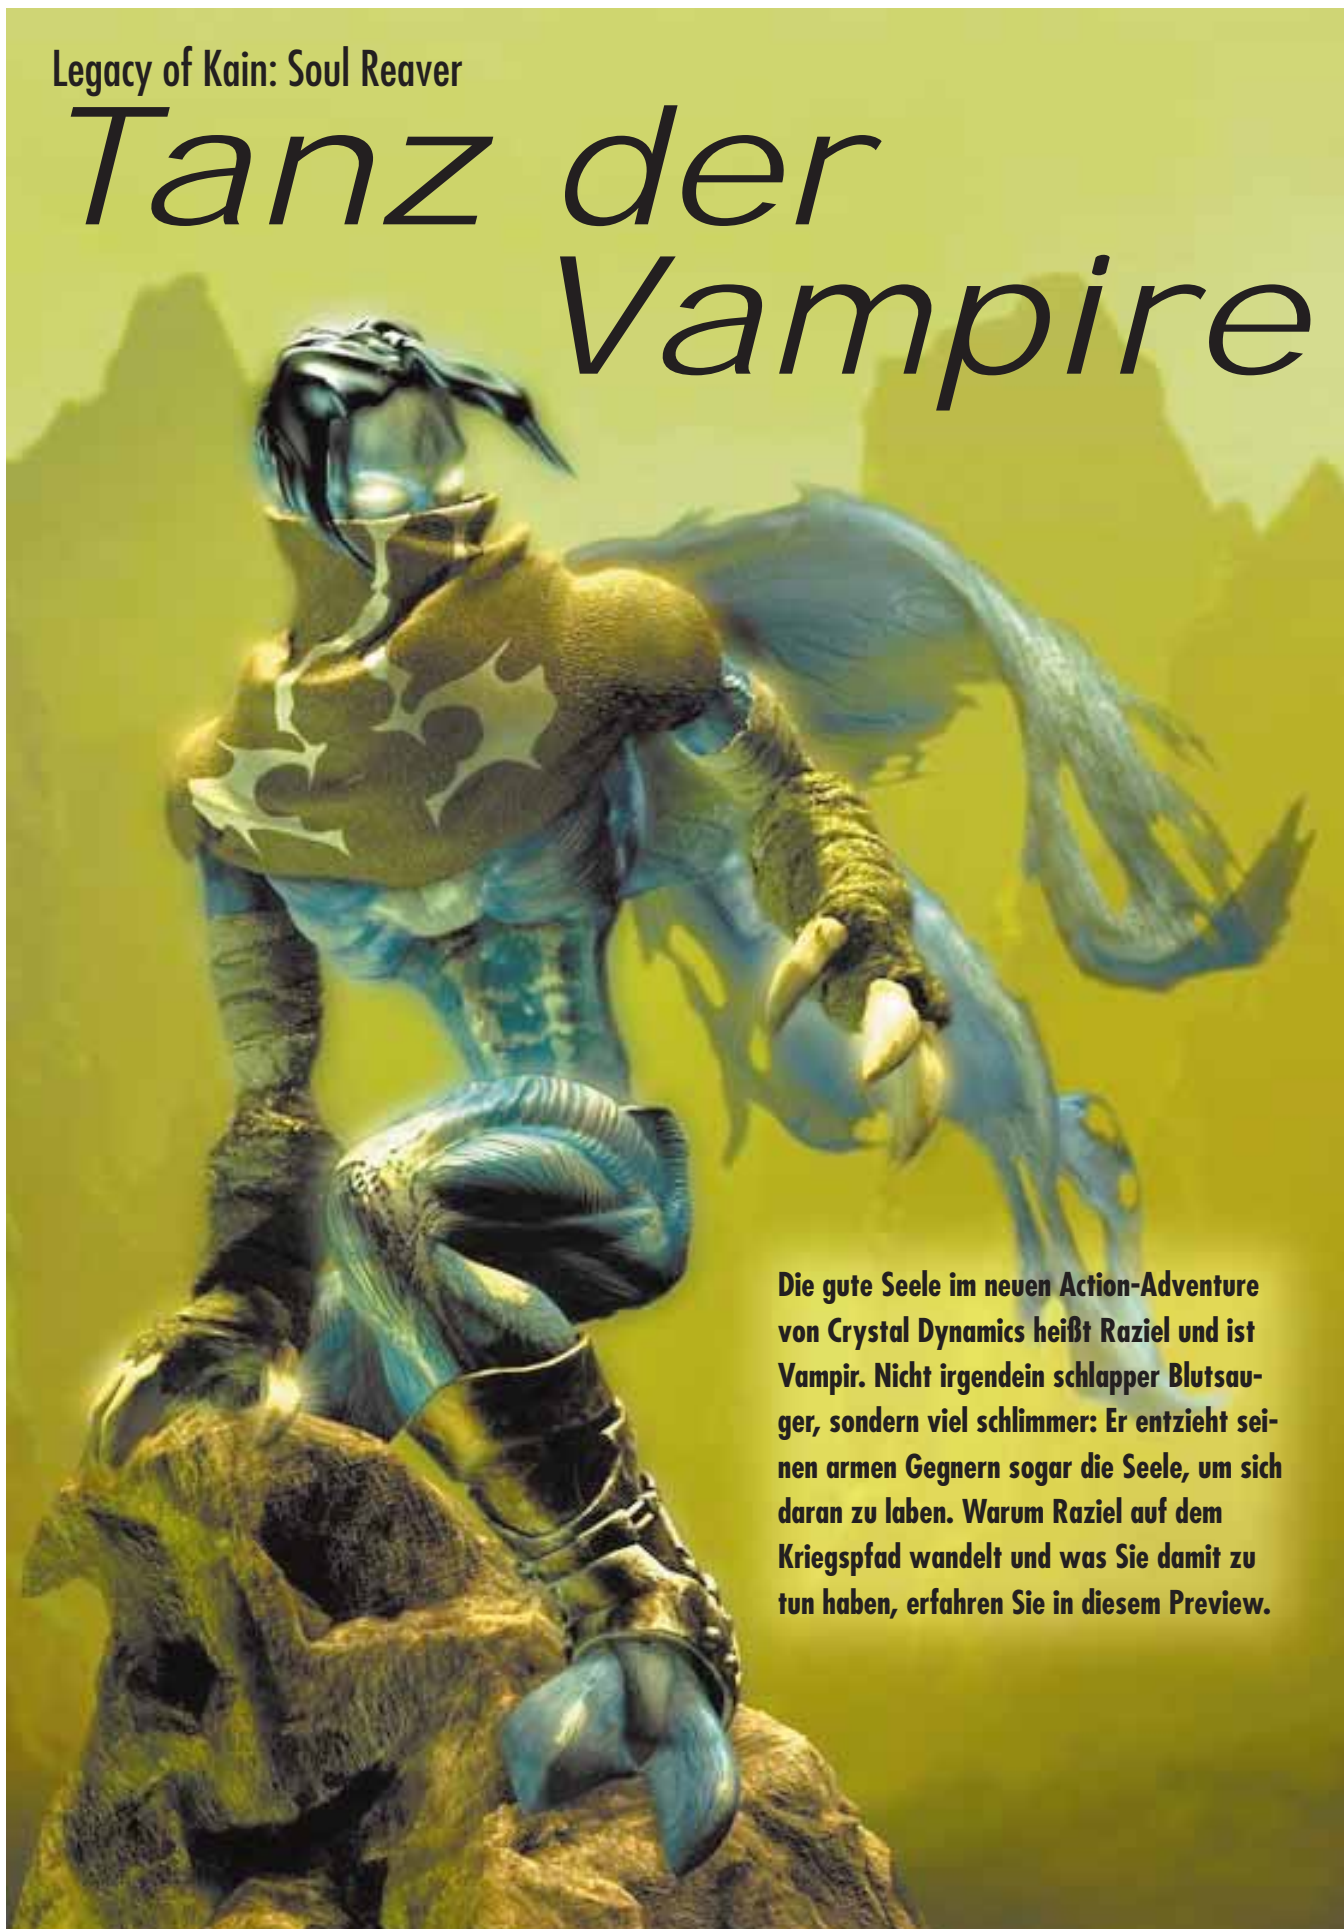 Legacy of Kain: Soul Reaver
Tanz der
Vampire
Die gute Seele im neuen Action-Adventure
von Crystal Dynamics heißt Raziel und ist
Vampir. Nicht irgendein schlapper Blutsau-
ger, sondern viel schlimmer: Er entzieht sei-
nen armen Gegnern sogar die Seele, um sich
daran zu laben. Warum Raziel auf dem
Kriegspfad wandelt und was Sie damit zu
tun haben, erfahren Sie in diesem Preview.